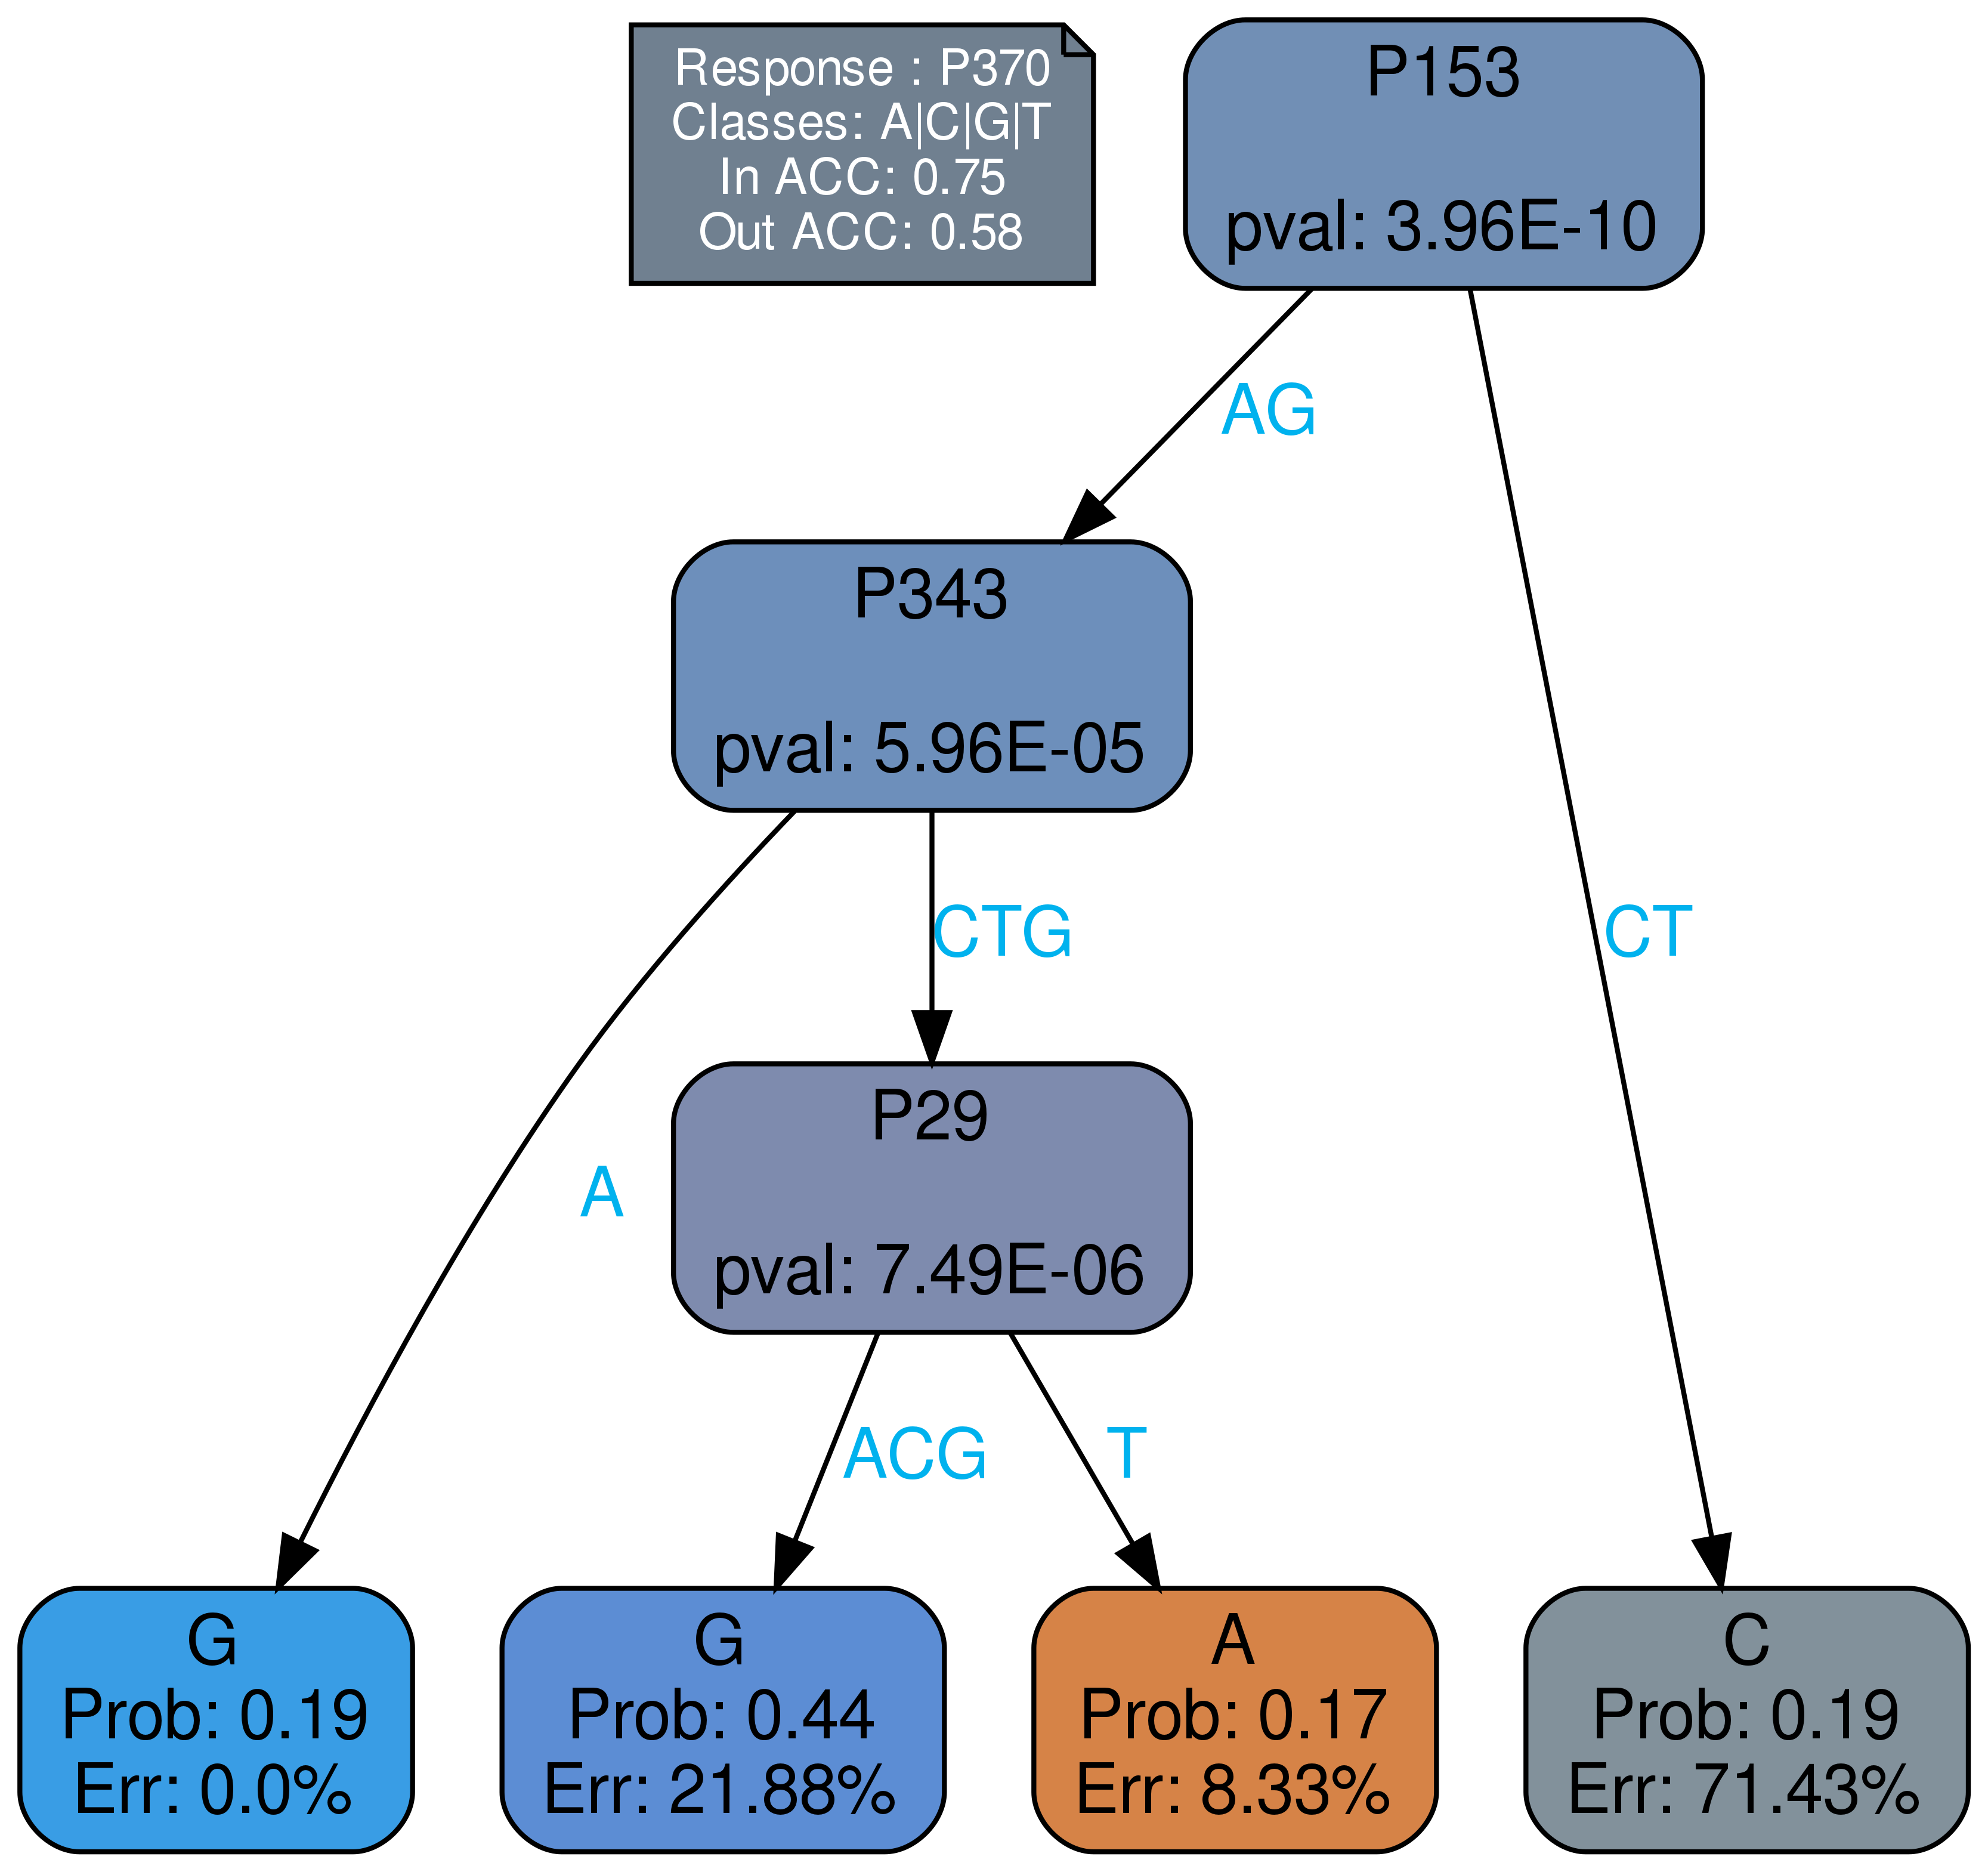 Response : P370
Classes: A|C|G|T
In ACC: 0.75
Out ACC: 0.58
P153
pval: 3.96E-10
AG
P343
pval: 5.96E-05
CTG
CT
P29
pval: 7.49E-06
A
ACG
T
G
Prob: 0.19
Err: 0.0%
G
Prob: 0.44
Err: 21.88%
A
Prob: 0.17
Err: 8.33%
C
Prob: 0.19
Err: 71.43%